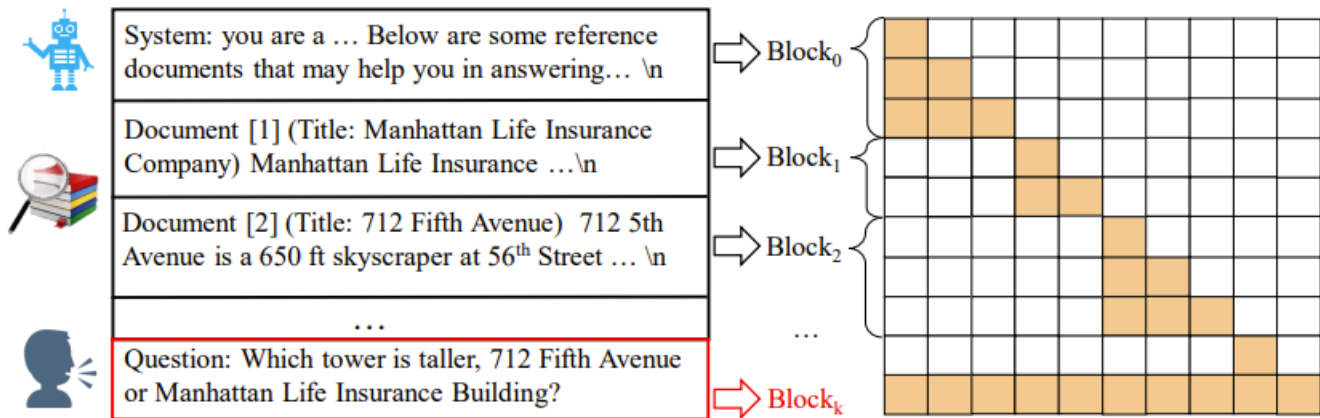 System: you are a … Below are some reference
documents that may help you in answering… \n
Block0
Document [1] (Title: Manhattan Life Insurance
Company) Manhattan Life Insurance …\n
Block1
Document [2] (Title: 712 Fifth Avenue) 712 5th
Avenue is a 650 ft skyscraper at 56th Street … \n
Block2
…
…
Question: Which tower is taller, 712 Fifth Avenue
or Manhattan Life Insurance Building?
Blockk